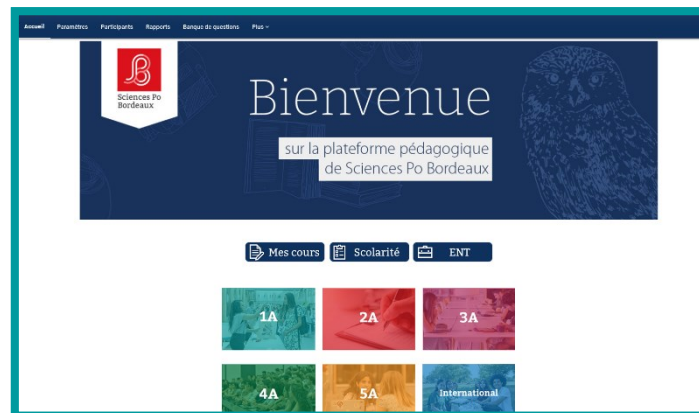 Accueil Paramètres Participants Rapports Banque de questions Plus
Sciences Po
Bordeaux
Bienvenue
sur la plateforme pédagogique
de Sciences Po Bordeaux
Mes cours Scolarité ENT
1A 2A 3A
4A 5A International